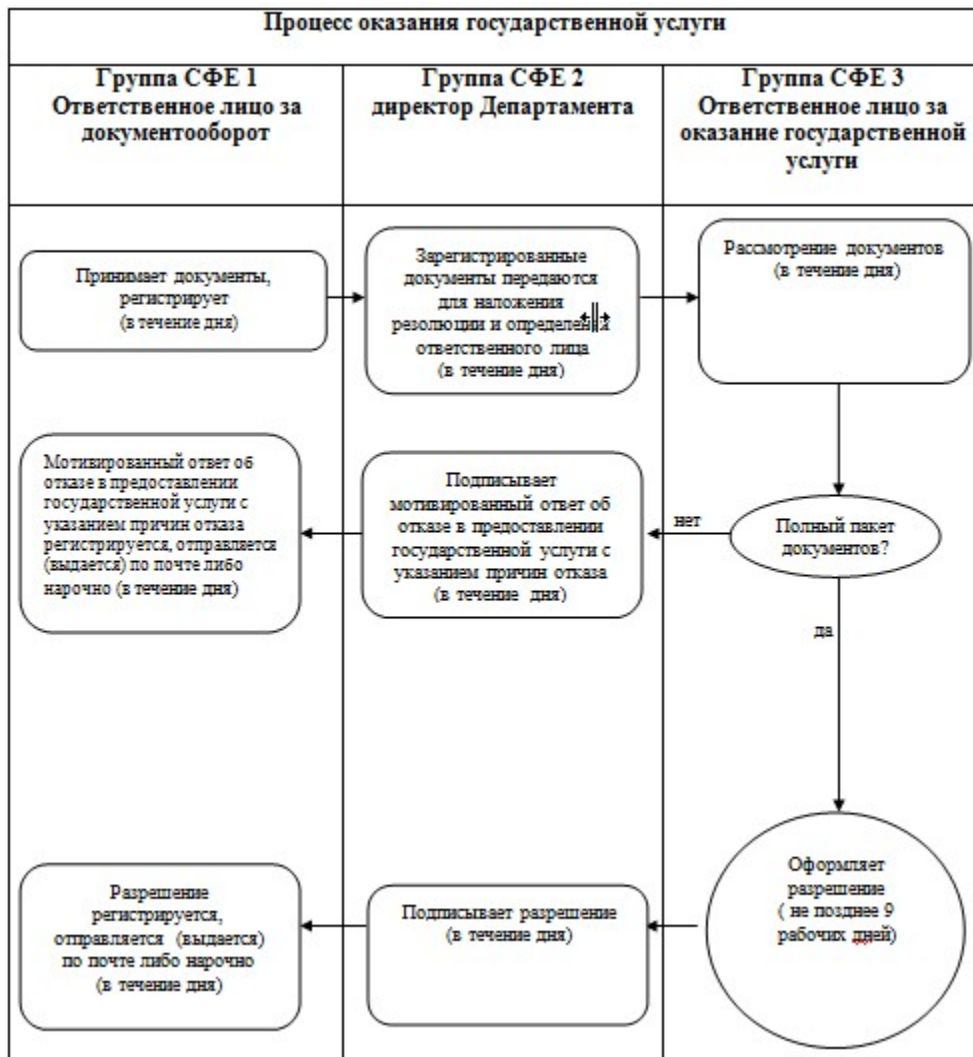 Процесс оказания государственной услуги
Группа СФЕ 1
Ответственное лицо за
документооборот
Группа СФЕ 2
директор Департамента
Группа СФЕ 3
Ответственное лицо за
оказание государственной
услуги
Принимает документы,
регистрирует
(в течение дня)
Зарегистрированные
документы передаются
для наложения
резолюции и определения
ответственного лица
(в течение дня)
Рассмотрение документов
(в течение дня)
Мотивированный ответ об
отказе в предоставлении
государственной услуги с
указанием причин отказа
регистрируется, отправляется
(выдается) по почте либо
нарочно (в течение дня)
Подписывает
мотивированный ответ об
отказе в предоставлении
государственной услуги с
указанием причин отказа
(в течение дня)
нет
Полный пакет
документов?
да
Разрешение
регистрируется,
отправляется (выдается)
по почте либо нарочно
(в течение дня)
Подписывает разрешение
(в течение дня)
Оформляет
разрешение
( не позднее 9
рабочих дней)